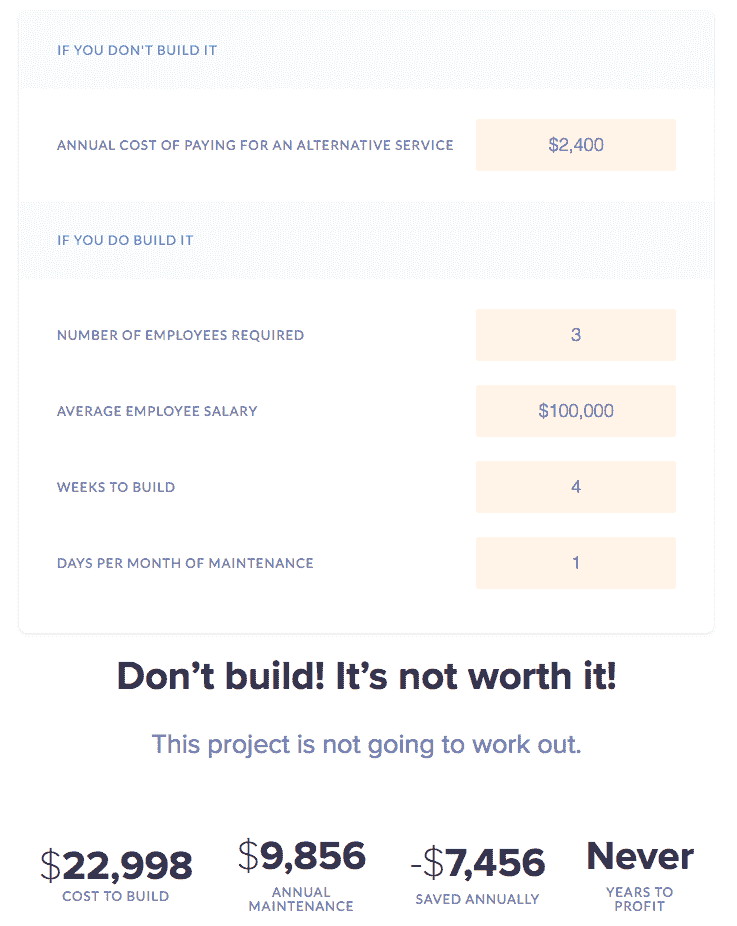 IF YOU DON'T BUILD IT
ANNUAL COST OF PAYING FOR AN ALTERNATIVE SERVICE
$2,400
IF YOU DO BUILD IT
NUMBER OF EMPLOYEES REQUIRED
3
AVERAGE EMPLOYEE SALARY
$100,000
WEEKS TO BUILD
4
DAYS PER MONTH OF MAINTENANCE
1
Don’t build! It’s not worth it!
This project is not going to work out.
$22,998
COST TO BUILD
$9,856
ANNUAL
MAINTENANCE
-$7,456
SAVED ANNUALLY
Never
YEARS TO
PROFIT